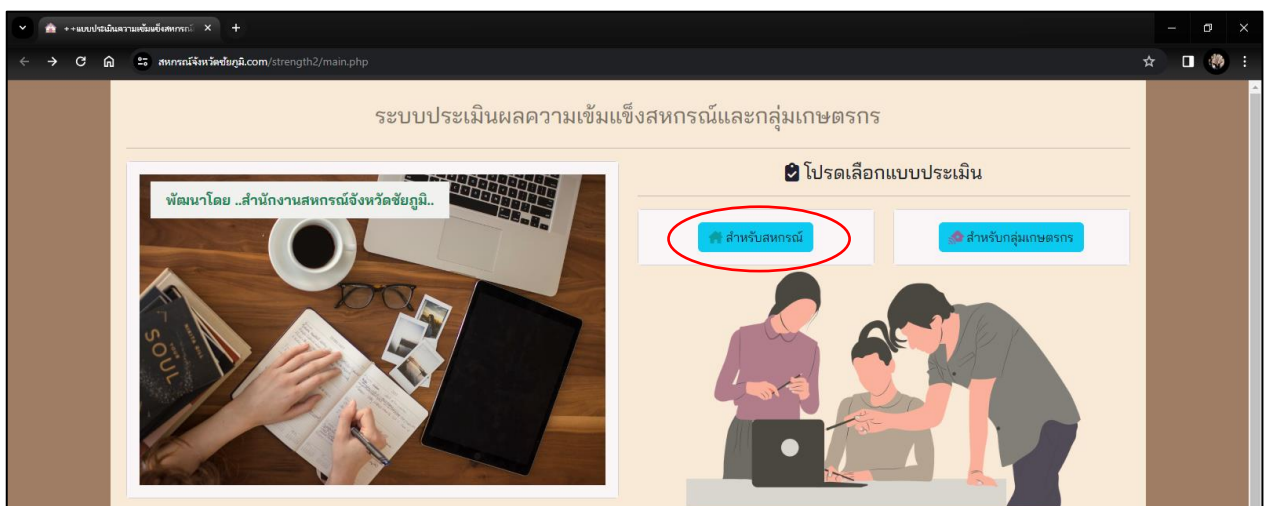 ++แบบประเมินความเข้มแข็งสหกรณ์
สหกรณ์จังหวัดชัยภูมิ.com/strength2/main.php
ระบบประเมินผลความเข้มแข็งสหกรณ์และกลุ่มเกษตรกร
พัฒนาโดย ..สำนักงานสหกรณ์จังหวัดชัยภูมิ..
SOUL
โปรดเลือกแบบประเมิน
สำหรับสหกรณ์
สำหรับกลุ่มเกษตรกร